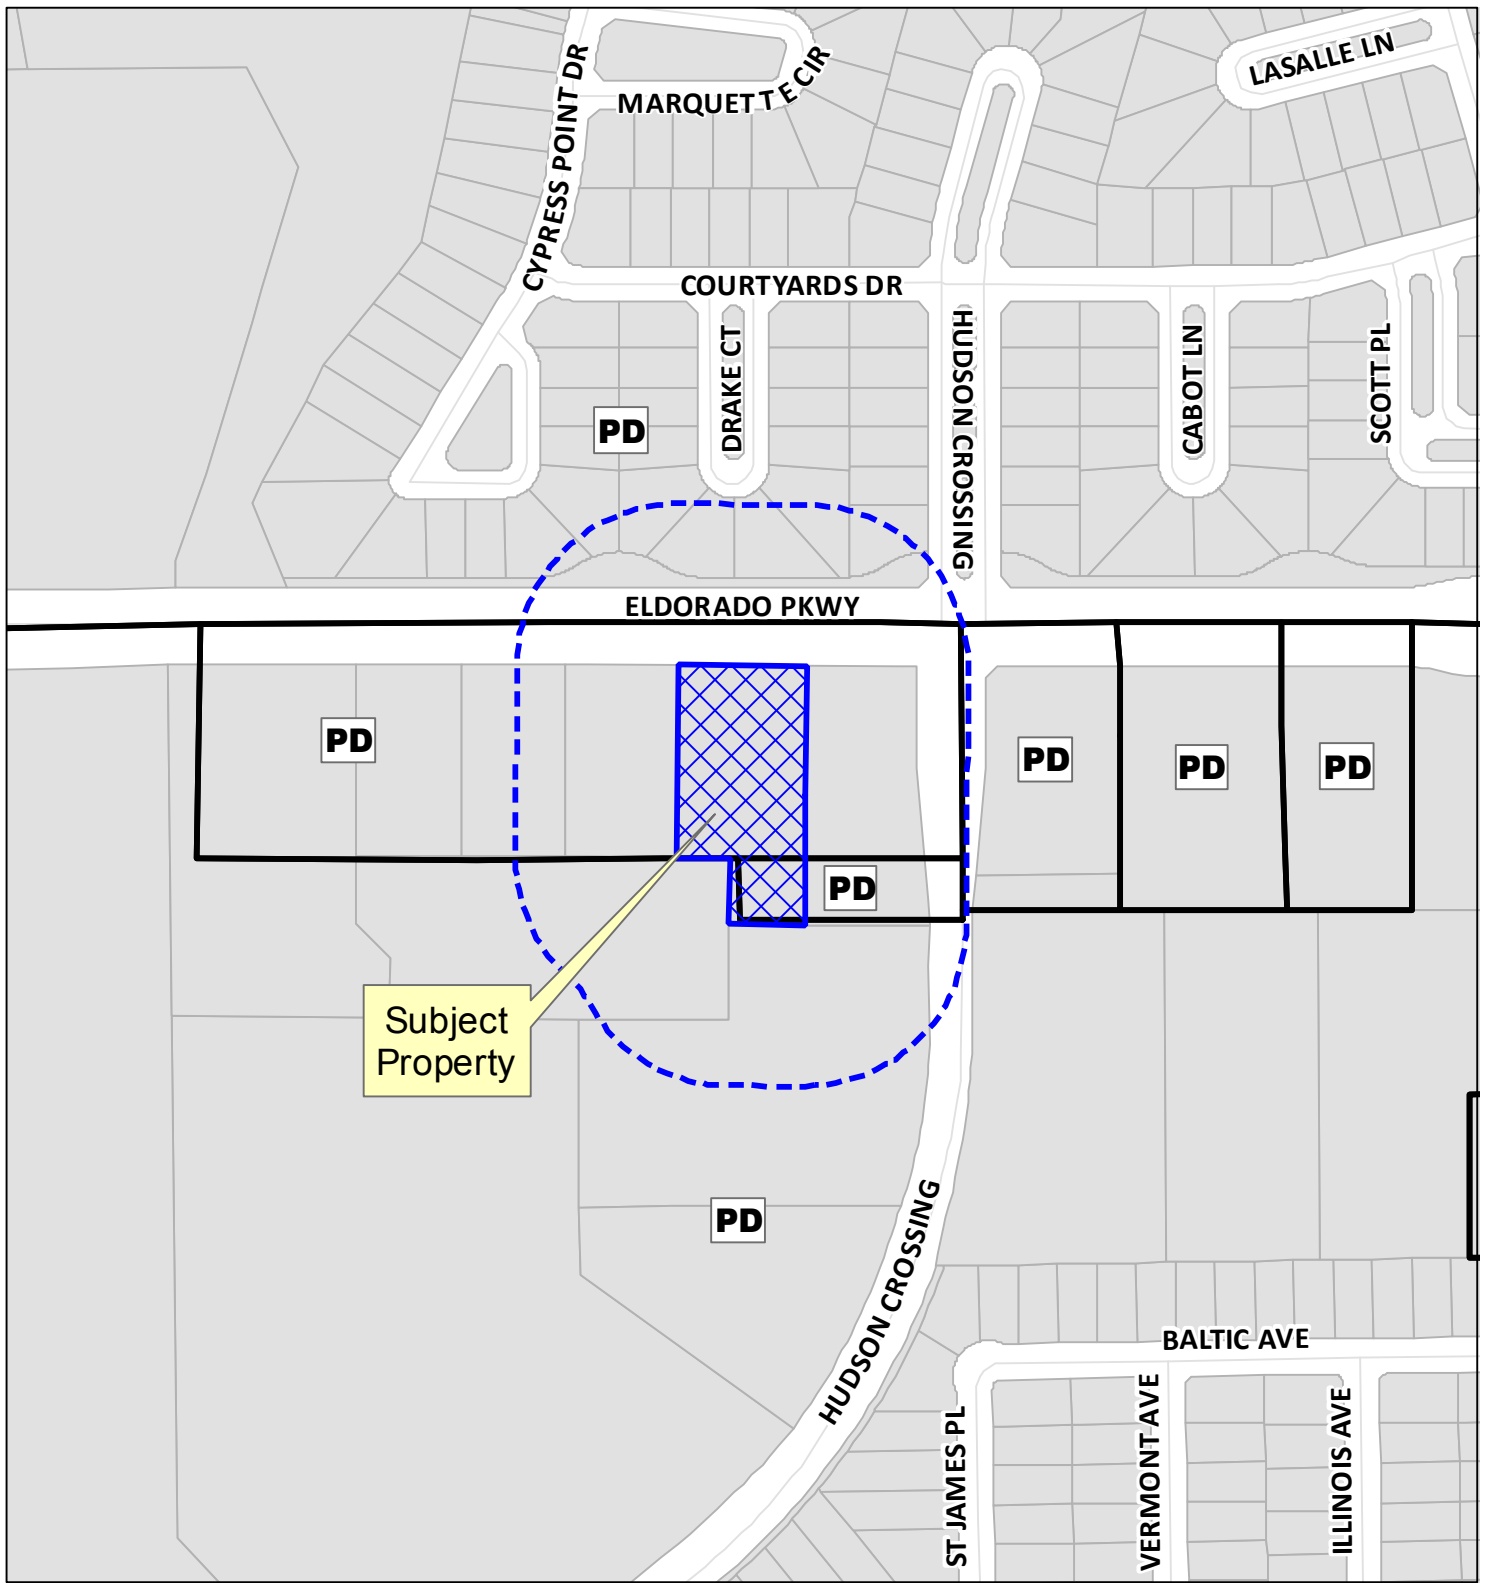 CYPRESS POINT DR
MARQUETTE CIR
LASALLE LN
COURTYARDS DR
DRAKE CT
HUDSON CROSSING
CABOT LN
SCOTT PL
PD
ELDORADO PKWY
PD
PD
PD
PD
PD
Subject
Property
PD
HUDSON CROSSING
BALTIC AVE
ST JAMES PL
VERMONT AVE
ILLINOIS AVE